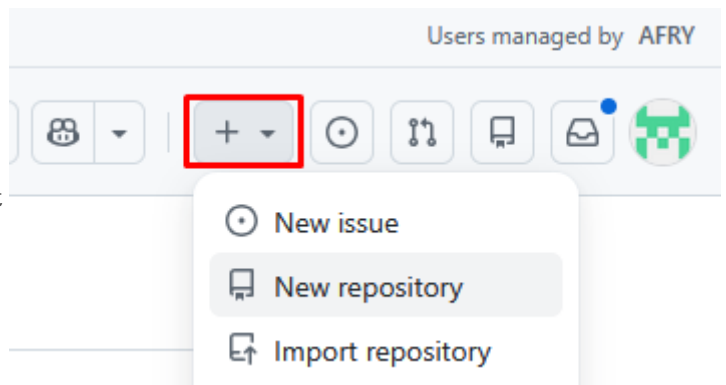 Users managed by AFRY
New issue
New repository
Import repository